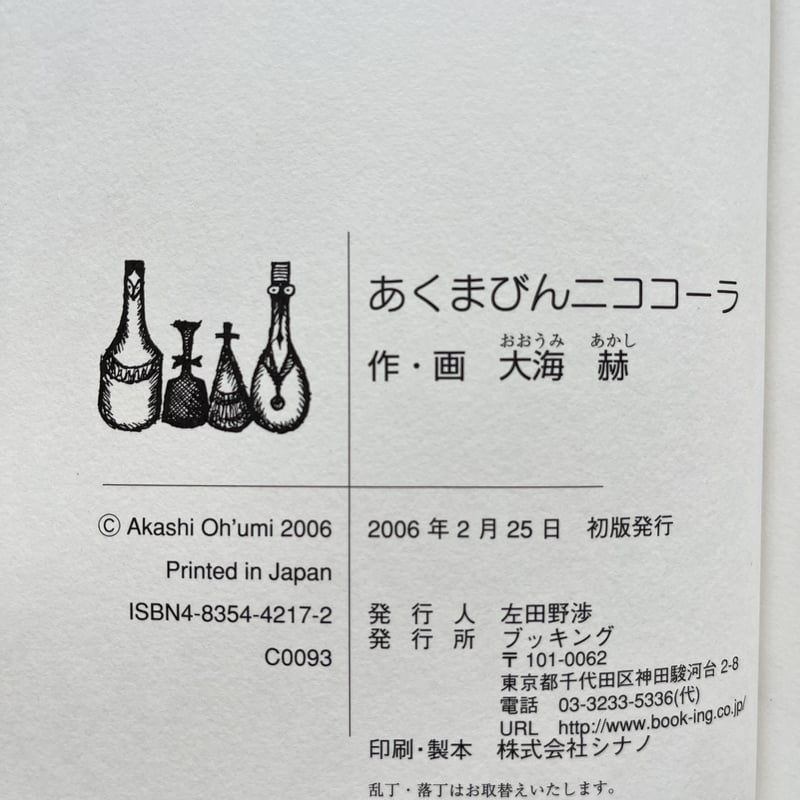 あくまびんニココーラ
おおうみ あかし
作・画 大海 赫
© Akashi Oh'umi 2006
Printed in Japan
ISBN4-8354-4217-2
C0093
2006 年 2 月 25 日 初版発行
発 行 人 左田野渉
発 行 所 ブッキング
〒 101-0062
東京都千代田区神田駿河台 2-8
電話 03-3233-5336(代)
URL http://www.book-ing.co.jp/
印刷・製本 株式会社シナノ
乱丁・落丁はお取替えいたします。